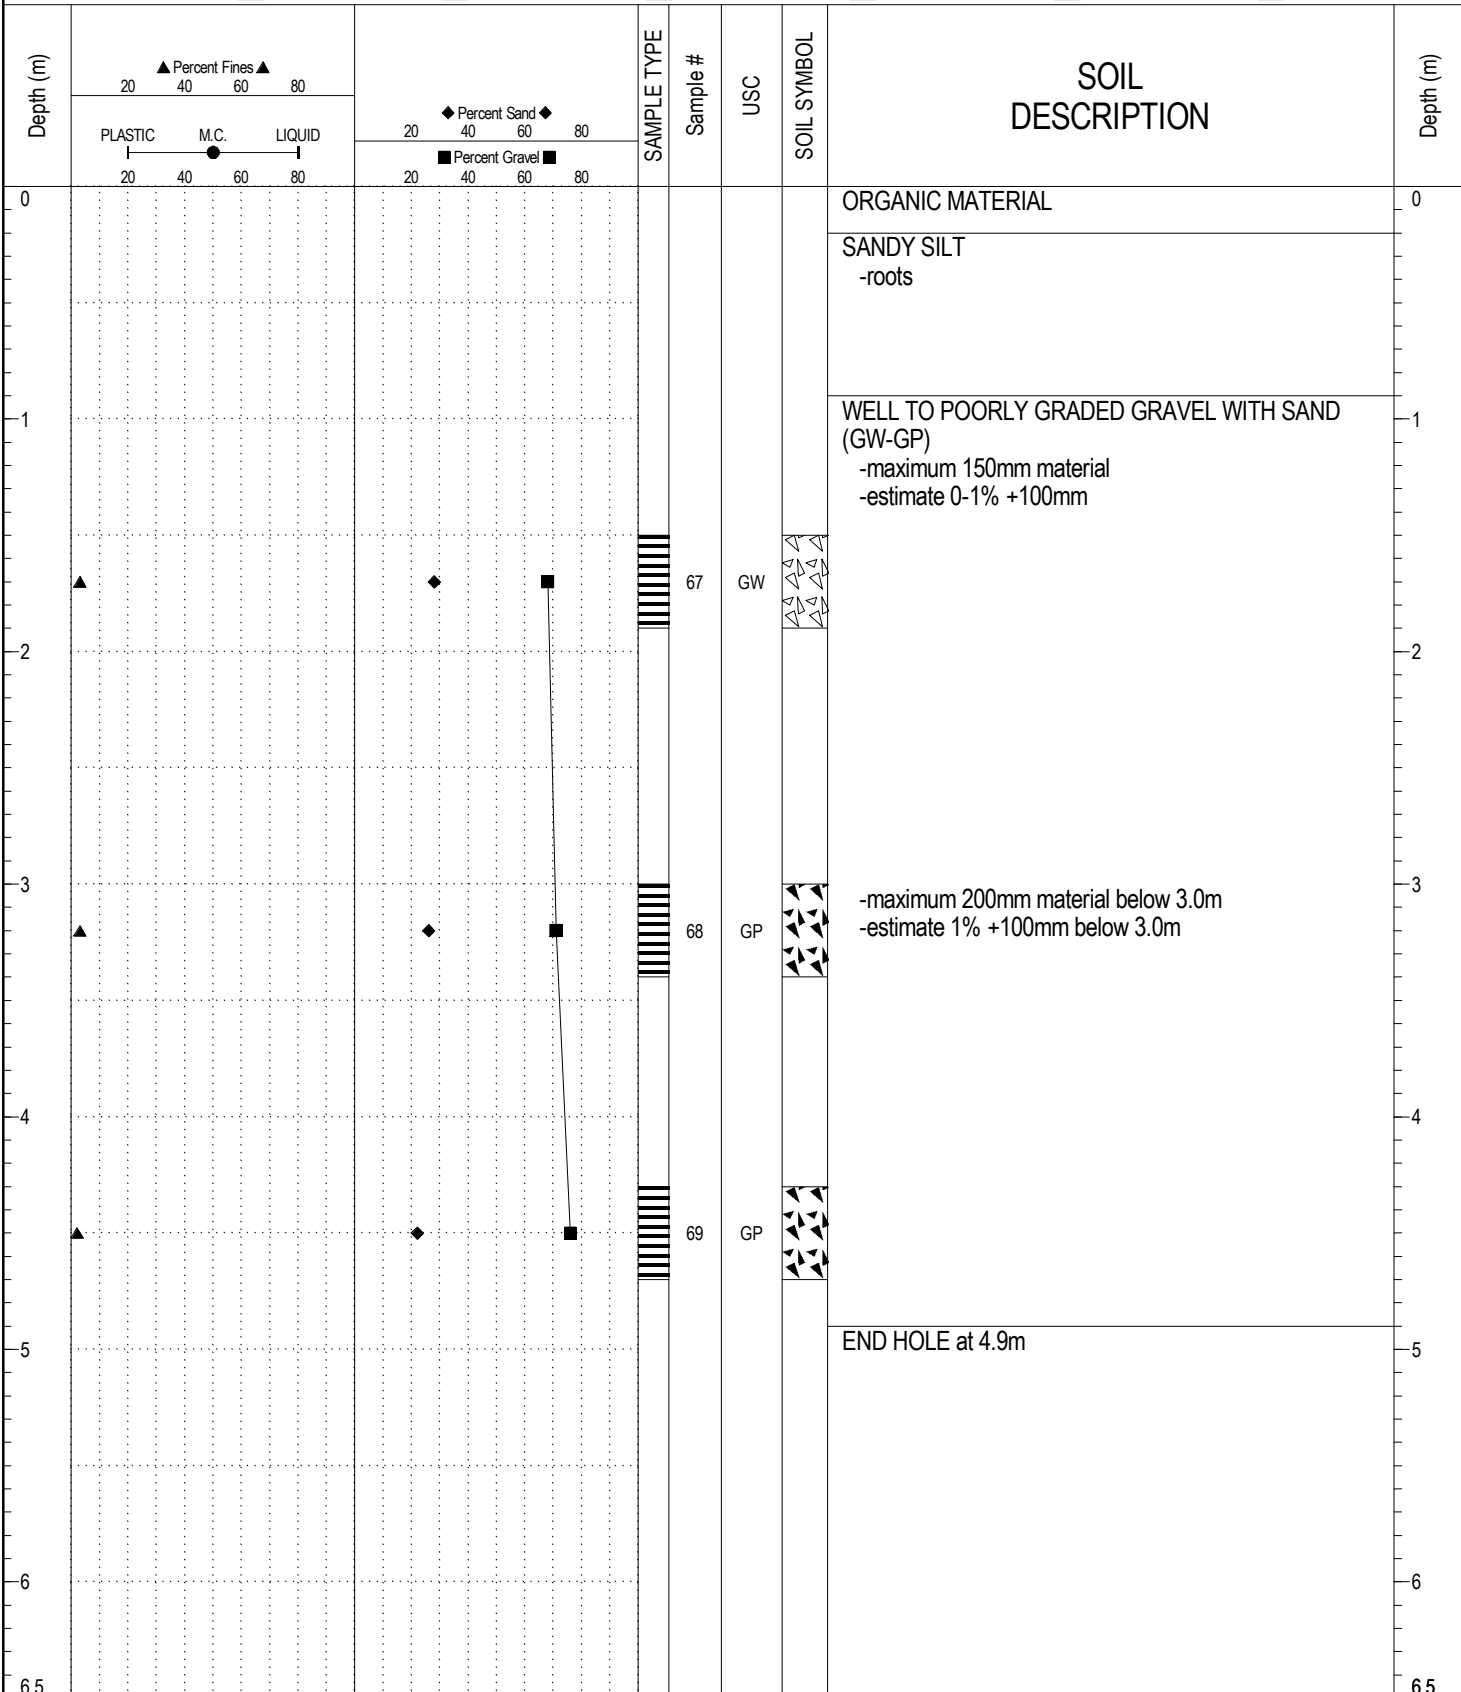 Depth (m)
▲ Percent Fines ▲
20 40 60 80
PLASTIC M.C. LIQUID
20 40 60 80
◆ Percent Sand ◆
20 40 60 80
■ Percent Gravel ■
20 40 60 80
SAMPLE TYPE
Sample #
USC
SOIL SYMBOL
SOIL
DESCRIPTION
Depth (m)
0 ORGANIC MATERIAL 0
SANDY SILT
-roots
1 WELL TO POORLY GRADED GRAVEL WITH SAND 1
(GW-GP)
-maximum 150mm material
-estimate 0-1% +100mm
67 GW
2 2
3 -maximum 200mm material below 3.0m 3
68 GP -estimate 1% +100mm below 3.0m
4 4
69 GP
5 END HOLE at 4.9m 5
6 6
6.5 6.5